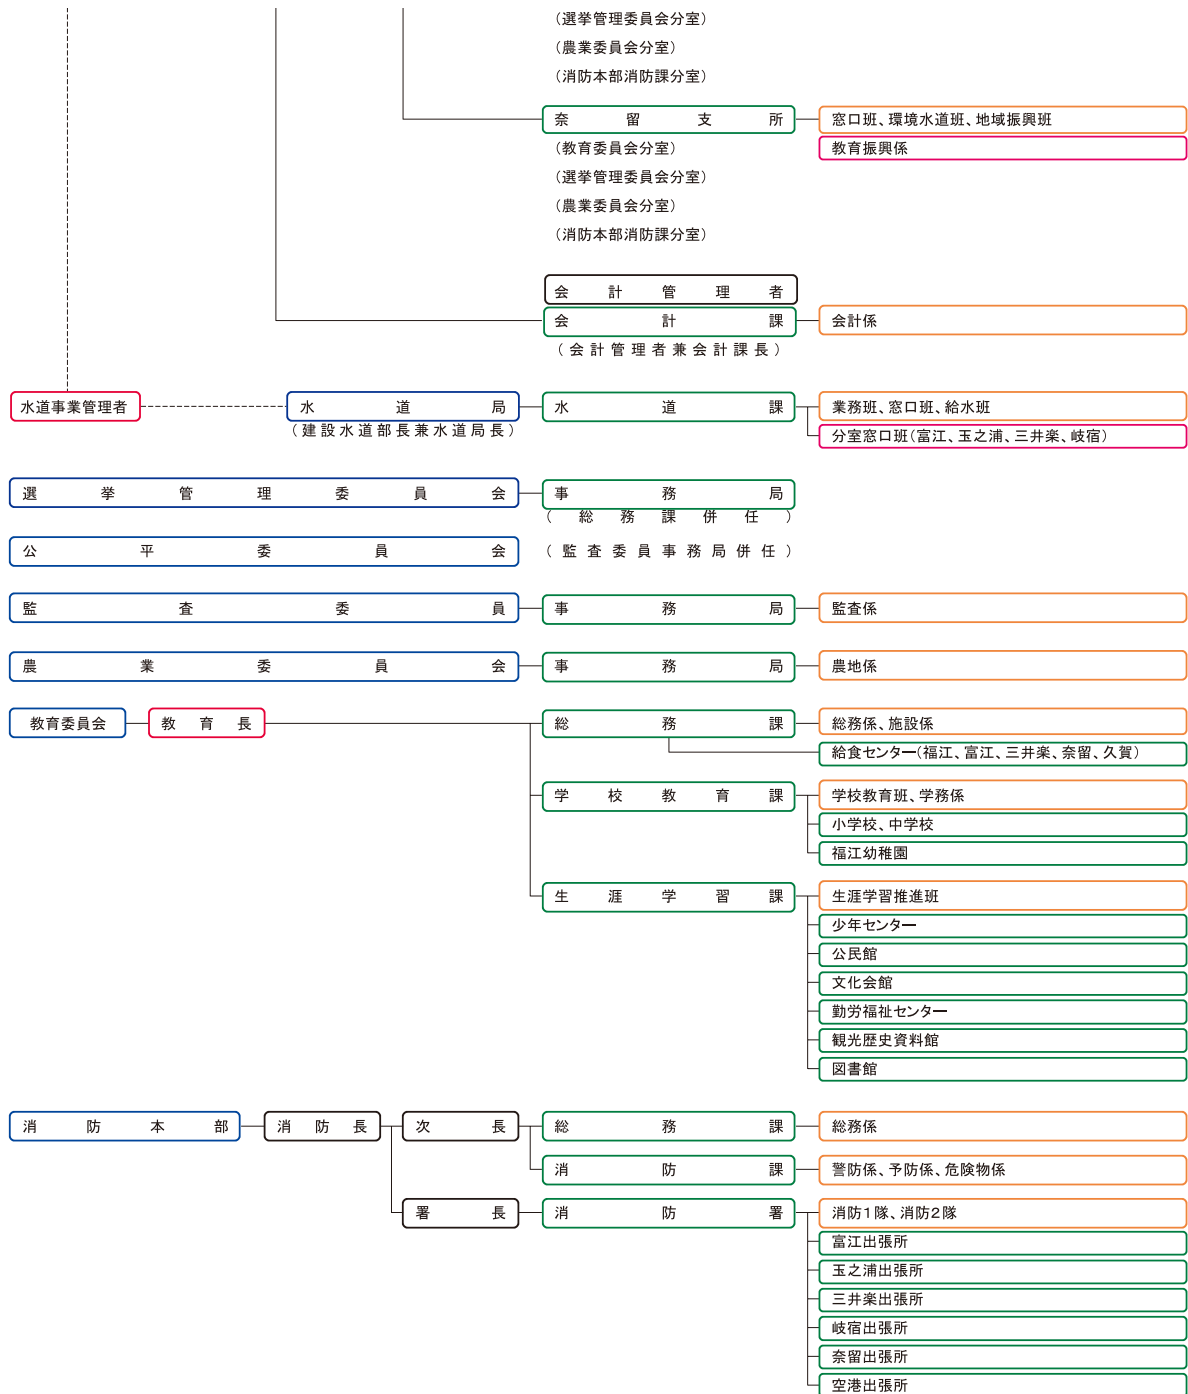 （選挙管理委員会分室）
（農業委員会分室）
（消防本部消防課分室）
奈留支所
窓口班、環境水道班、地域振興班
（教育委員会分室）
教育振興係
（選挙管理委員会分室）
（農業委員会分室）
（消防本部消防課分室）
会計管理者
会計課
会計係
（会計管理者兼会計課長）
水道事業管理者
水道局
水道課
業務班、窓口班、給水班
（建設水道部長兼水道局長）
分室窓口班（富江、玉之浦、三井楽、岐宿）
選挙管理委員会
事務局
（総務課併任）
公平委員会
（監査委員事務局併任）
監査委員
事務局
監査係
農業委員会
事務局
農地係
教育委員会
教育長
総務課
総務係、施設係
給食センター（福江、富江、三井楽、奈留、久賀）
学校教育課
学校教育班、学務係
小学校、中学校
福江幼稚園
生涯学習課
生涯学習推進班
少年センター
公民館
文化会館
勤労福祉センター
観光歴史資料館
図書館
消防本部
消防長
次長
総務課
総務係
消防課
警防係、予防係、危険物係
署長
消防署
消防１隊、消防２隊
富江出張所
玉之浦出張所
三井楽出張所
岐宿出張所
奈留出張所
空港出張所